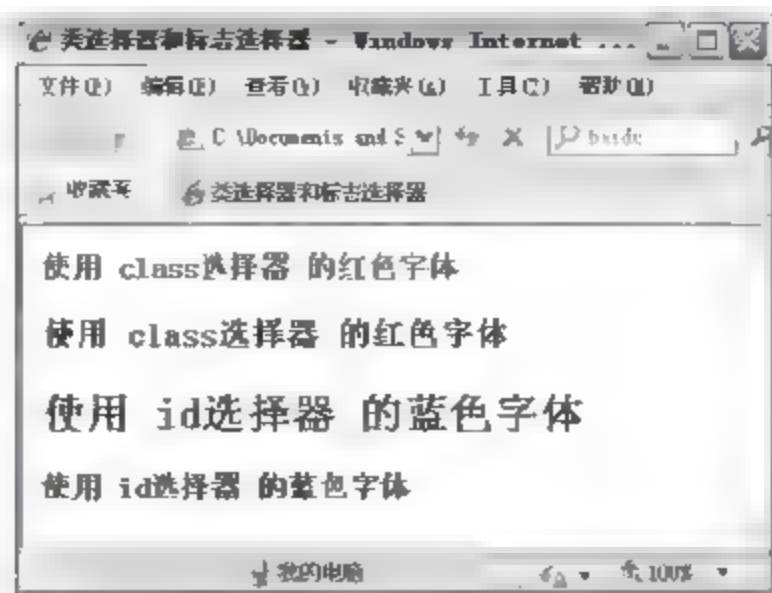 类选择器和标志选择器 - Windows Internet ...
文件(F) 编辑(E) 查看(V) 收藏夹(A) 工具(T) 帮助(H)
C:\Documents and S baidu
收藏夹 类选择器和标志选择器
使用 class选择器 的红色字体
使用 class选择器 的红色字体
使用 id选择器 的蓝色字体
使用 id选择器 的蓝色字体
我的电脑 100%